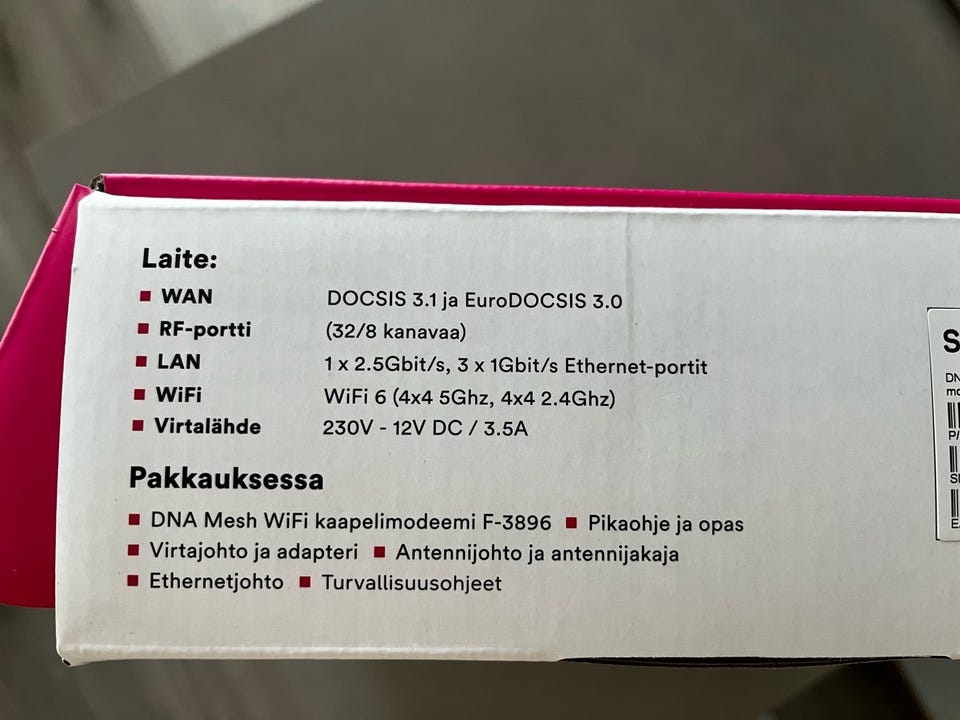 Laite:
■ WAN DOCSIS 3.1 ja EuroDOCSIS 3.0
■ RF-portti (32/8 kanavaa)
■ LAN 1 x 2.5Gbit/s, 3 x 1Gbit/s Ethernet-portit
■ WiFi WiFi 6 (4x4 5Ghz, 4x4 2.4Ghz)
■ Virtalähde 230V - 12V DC / 3.5A
Pakkauksessa
■ DNA Mesh WiFi kaapelimodeemi F-3896 ■ Pikaohje ja opas
■ Virtajohto ja adapteri ■ Antennijohto ja antennijakaja
■ Ethernetjohto ■ Turvallisuusohjeet
DN
P/